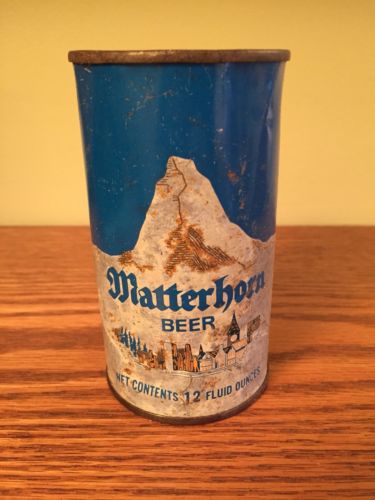 Matterhorn
BEER
NET CONTENTS 12 FLUID OUNCES